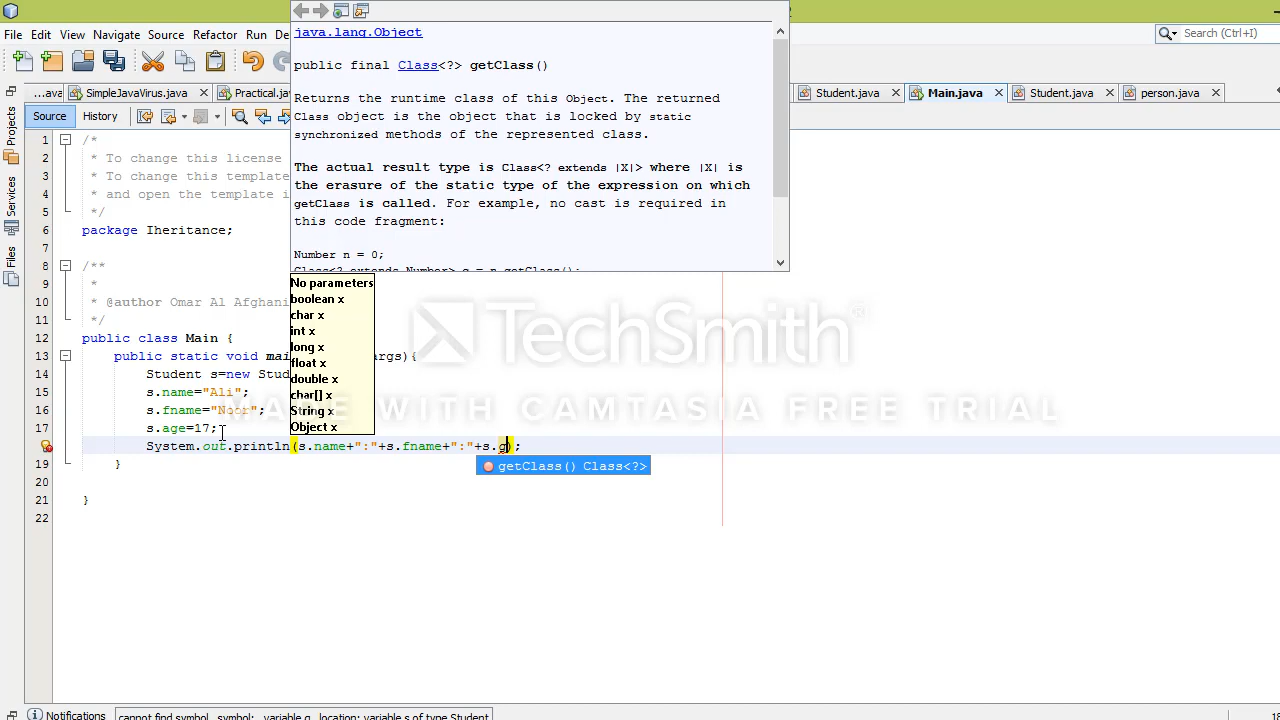 File Edit View Navigate Source Refactor Run De
Search (Ctrl+I)
java.lang.Object
public final Class<?> getClass()
Returns the runtime class of this Object. The returned
Class object is the object that is locked by static
synchronized methods of the represented class.
The actual result type is Class<? extends |X|> where |X| is
the erasure of the static type of the expression on which
getClass is called. For example, no cast is required in
this code fragment:
Number n = 0;
Class<? extends Number> c = n.getClass();
...ava SimpleJavaVirus.java Practical.j Student.java Main.java Student.java person.java
Source History
Projects
Services
Files
1 /*
2 * To change this license
3 * To change this template
4 * and open the template i
5 */
6 package Iheritance;
7
8 /**
9 *
10 * @author Omar Al Afghani
11 */
12 public class Main {
13 public static void mai args){
14 Student s=new Stud
15 s.name="Ali";
16 s.fname="Noor";
17 s.age=17;
System.out.println(s.name+":"+s.fname+":"+s.g);
19 }
20
21 }
22
No parameters
boolean x
char x
int x
long x
float x
double x
char[] x
String x
Object x
getClass() Class<?>
TechSmith
MADE WITH CAMTASIA FREE TRIAL
Notifications
cannot find symbol symbol: variable g location: variable s of type Student